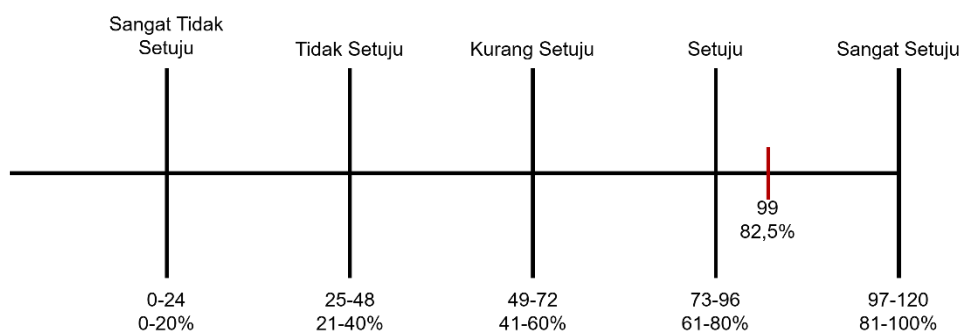 Sangat Tidak
Setuju
Tidak Setuju
Kurang Setuju
Setuju
Sangat Setuju
99
82,5%
0-24
0-20%
25-48
21-40%
49-72
41-60%
73-96
61-80%
97-120
81-100%